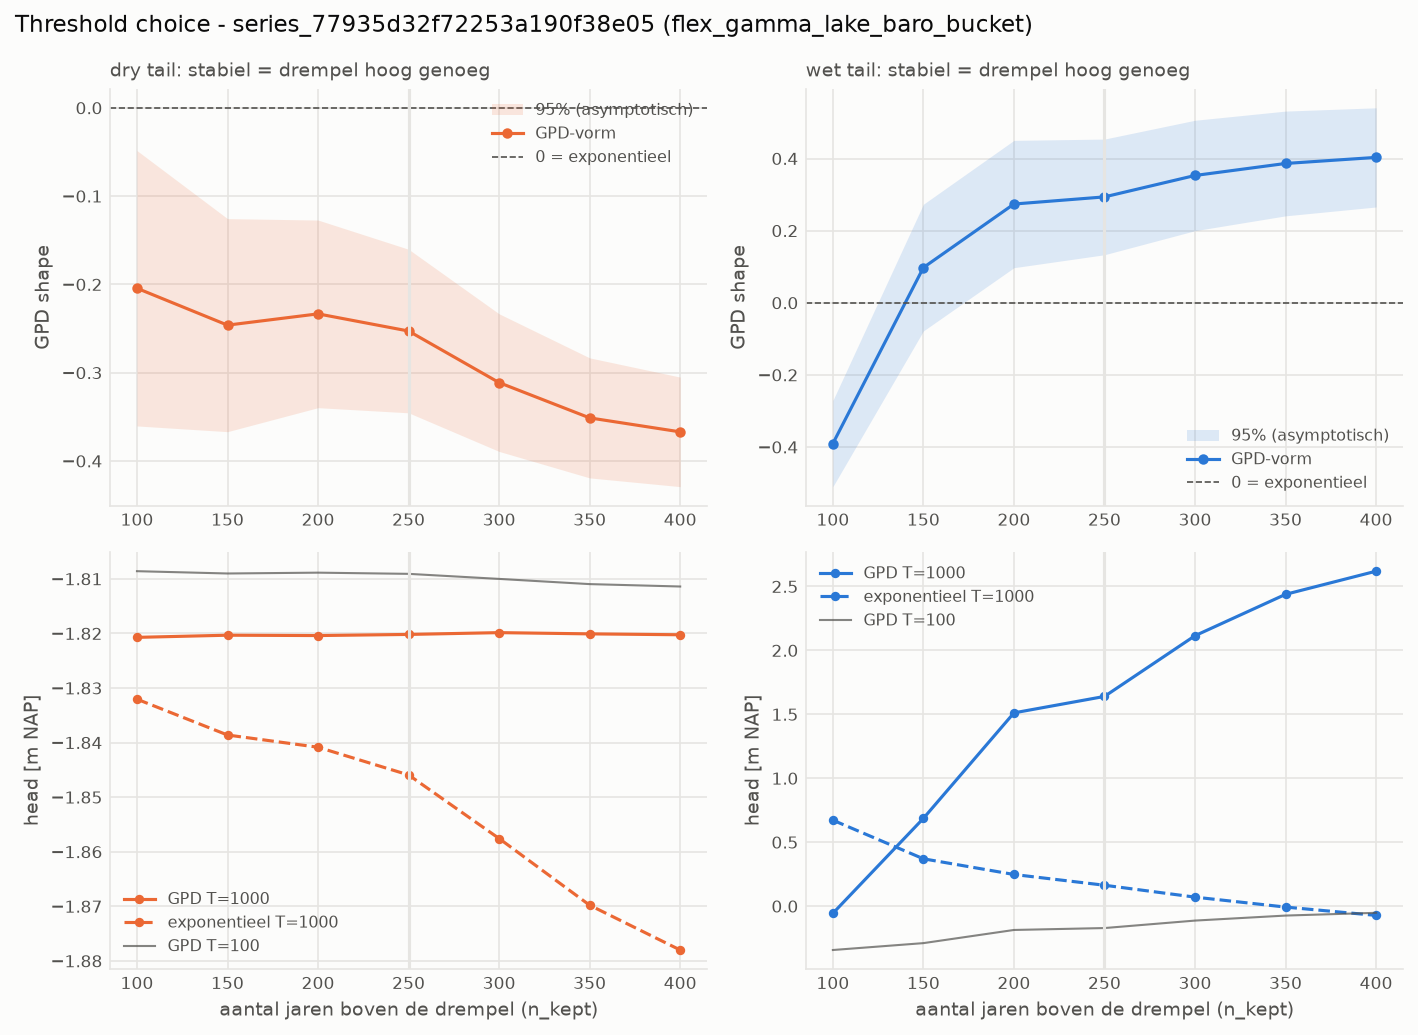 Threshold choice - series_77935d32f72253a190f38e05 (flex_gamma_lake_baro_bucket)
dry tail: stabiel = drempel hoog genoeg
GPD shape
0.0
−0.1
−0.2
−0.3
−0.4
95% (asymptotisch)
GPD-vorm
0 = exponentieel
100 150 200 250 300 350 400
wet tail: stabiel = drempel hoog genoeg
GPD shape
0.4
0.2
0.0
−0.2
−0.4
95% (asymptotisch)
GPD-vorm
0 = exponentieel
100 150 200 250 300 350 400
head [m NAP]
−1.81
−1.82
−1.83
−1.84
−1.85
−1.86
−1.87
−1.88
GPD T=1000
exponentieel T=1000
GPD T=100
100 150 200 250 300 350 400
aantal jaren boven de drempel (n_kept)
head [m NAP]
2.5
2.0
1.5
1.0
0.5
0.0
GPD T=1000
exponentieel T=1000
GPD T=100
100 150 200 250 300 350 400
aantal jaren boven de drempel (n_kept)